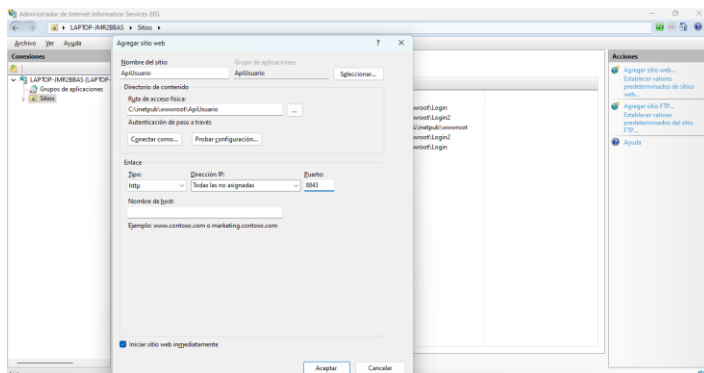 Administrador de Internet Information Services (IIS)
LAPTOP-JMR2BBAS ▸ Sitios ▸
Archivo Ver Ayuda
Conexiones
LAPTOP-JMR2BBAS (LAPTOP-
Grupos de aplicaciones
Sitios
Agregar sitio web
? ×
Nombre del sitio:
Grupo de aplicaciones:
ApiUsuario
ApiUsuario
Seleccionar...
Directorio de contenido
Ruta de acceso física:
C:\inetpub\wwwroot\ApiUsuario
...
Autenticación de paso a través
Conectar como...
Probar configuración...
Enlace
Tipo:
Dirección IP:
Puerto:
http
Todas las no asignadas
8843
Nombre de host:
Ejemplo: www.contoso.com o marketing.contoso.com
Iniciar sitio web inmediatamente
Aceptar
Cancelar
wroot\Login
wroot\Login2
\inetpub\wwwroot
wroot\Login2
wroot\Login
Acciones
Agregar sitio web...
Establecer valores
predeterminados de sitios
web...
Agregar sitio FTP...
Establecer valores
predeterminados del sitio
FTP...
Ayuda